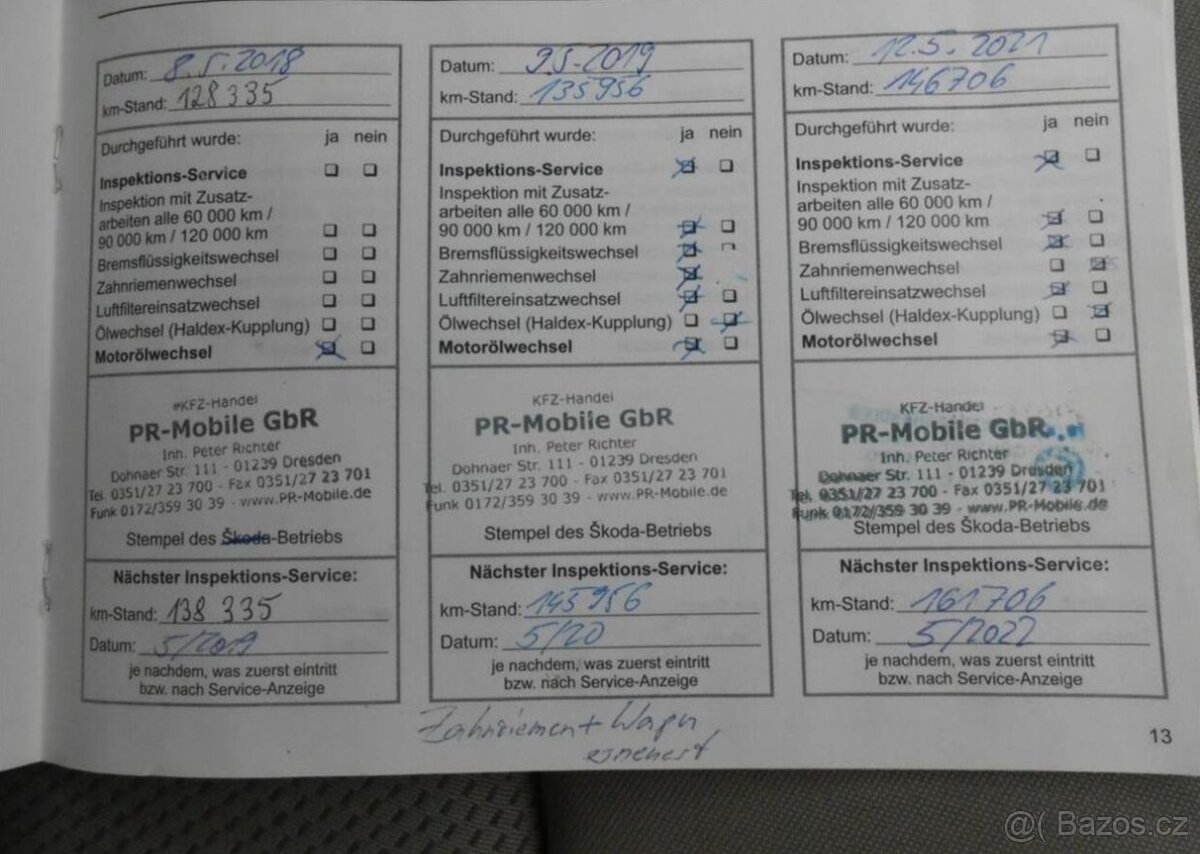 Datum: 8.5.2018
km-Stand: 128 335
Durchgeführt wurde: ja nein
Inspektions-Service
Inspektion mit Zusatz-
arbeiten alle 60 000 km /
90 000 km / 120 000 km
Bremsflüssigkeitswechsel
Zahnriemenwechsel
Luftfiltereinsatzwechsel
Ölwechsel (Haldex-Kupplung)
Motorölwechsel
KFZ-Handel
PR-Mobile GbR
Inh. Peter Richter
Dohnaer Str. 111 - 01239 Dresden
Tel. 0351/27 23 700 - Fax 0351/27 23 701
Funk 0172/359 30 39 - www.PR-Mobile.de
Stempel des Škoda-Betriebs
Nächster Inspektions-Service:
km-Stand: 138 335
Datum: 5/2019
je nachdem, was zuerst eintritt
bzw. nach Service-Anzeige
Datum: 9.5.2019
km-Stand: 135956
Durchgeführt wurde: ja nein
Inspektions-Service
Inspektion mit Zusatz-
arbeiten alle 60 000 km /
90 000 km / 120 000 km
Bremsflüssigkeitswechsel
Zahnriemenwechsel
Luftfiltereinsatzwechsel
Ölwechsel (Haldex-Kupplung)
Motorölwechsel
KFZ-Handel
PR-Mobile GbR
Inh. Peter Richter
Dohnaer Str. 111 - 01239 Dresden
Tel. 0351/27 23 700 - Fax 0351/27 23 701
Funk 0172/359 30 39 - www.PR-Mobile.de
Stempel des Škoda-Betriebs
Nächster Inspektions-Service:
km-Stand: 145956
Datum: 5/20
je nachdem, was zuerst eintritt
bzw. nach Service-Anzeige
Datum: 12.5.2021
km-Stand: 146706
Durchgeführt wurde: ja nein
Inspektions-Service
Inspektion mit Zusatz-
arbeiten alle 60 000 km /
90 000 km / 120 000 km
Bremsflüssigkeitswechsel
Zahnriemenwechsel
Luftfiltereinsatzwechsel
Ölwechsel (Haldex-Kupplung)
Motorölwechsel
KFZ-Handel
PR-Mobile GbR
Inh. Peter Richter
Dohnaer Str. 111 - 01239 Dresden
Tel. 0351/27 23 700 - Fax 0351/27 23 701
Funk 0172/359 30 39 - www.PR-Mobile.de
Stempel des Škoda-Betriebs
Nächster Inspektions-Service:
km-Stand: 161706
Datum: 5/2022
je nachdem, was zuerst eintritt
bzw. nach Service-Anzeige
Zahnriemen +
erneuert
13
@( Bazos.cz